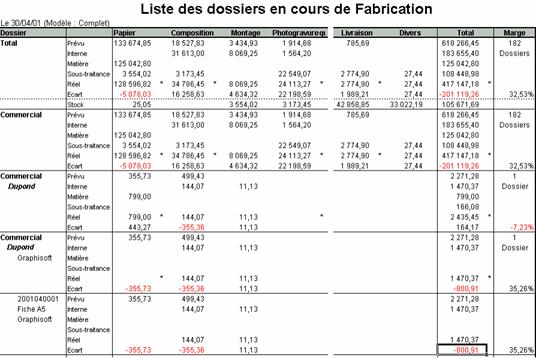 Liste des dossiers en cours de Fabrication
Le 30/04/01 (Modèle : Complet)
Dossier Papier Composition Montage Photogravure eq. Livraison Divers Total Marge
Total Prévu 133 674,85 18 527,83 3 434,93 1 914,68 785,69 618 266,45 182
Interne 31 613,00 8 069,25 1 564,20 183 655,40 Dossiers
Matière 125 042,80 125 042,80
Sous-traitance 3 554,02 3 173,45 22 549,07 2 774,90 27,44 108 448,98
Réel 128 596,82 * 34 786,45 * 8 069,25 24 113,27 * 2 774,90 * 27,44 417 147,18 *
Ecart -5 078,03 16 258,63 4 634,32 22 198,59 1 989,21 27,44 -201 119,26 32,53%
Stock 25,05 3 554,02 3 173,45 42 858,85 33 022,19 105 671,69
Commercial Prévu 133 674,85 18 527,83 3 434,93 1 914,68 785,69 618 266,45 182
Interne 31 613,00 8 069,25 1 564,20 183 655,40 Dossiers
Matière 125 042,80 125 042,80
Sous-traitance 3 554,02 3 173,45 22 549,07 2 774,90 27,44 108 448,98
Réel 128 596,82 * 34 786,45 * 8 069,25 24 113,27 * 2 774,90 * 27,44 417 147,18 *
Ecart -5 078,03 16 258,63 4 634,32 22 198,59 1 989,21 27,44 -201 119,26 32,53%
Commercial Prévu 355,73 499,43 2 271,28 1
Dupond Interne 144,07 11,13 1 470,37 Dossier
Matière 799,00 799,00
Sous-traitance 166,08
Réel 799,00 * 144,07 11,13 * 2 435,45 *
Ecart 443,27 -355,36 11,13 164,17 -7,23%
Commercial Prévu 355,73 499,43 2 271,28 1
Dupond Interne 144,07 11,13 1 470,37 Dossier
Graphisoft Matière
Sous-traitance
Réel * 144,07 11,13 1 470,37 *
Ecart -355,73 -355,36 11,13 -800,91 35,26%
2001040001 Prévu 355,73 499,43 2 271,28
Fiche A5 Interne 144,07 11,13 1 470,37
Graphisoft Matière
Sous-traitance
Réel 144,07 11,13 1 470,37
Ecart -355,73 -355,36 11,13 -800,91 35,26%